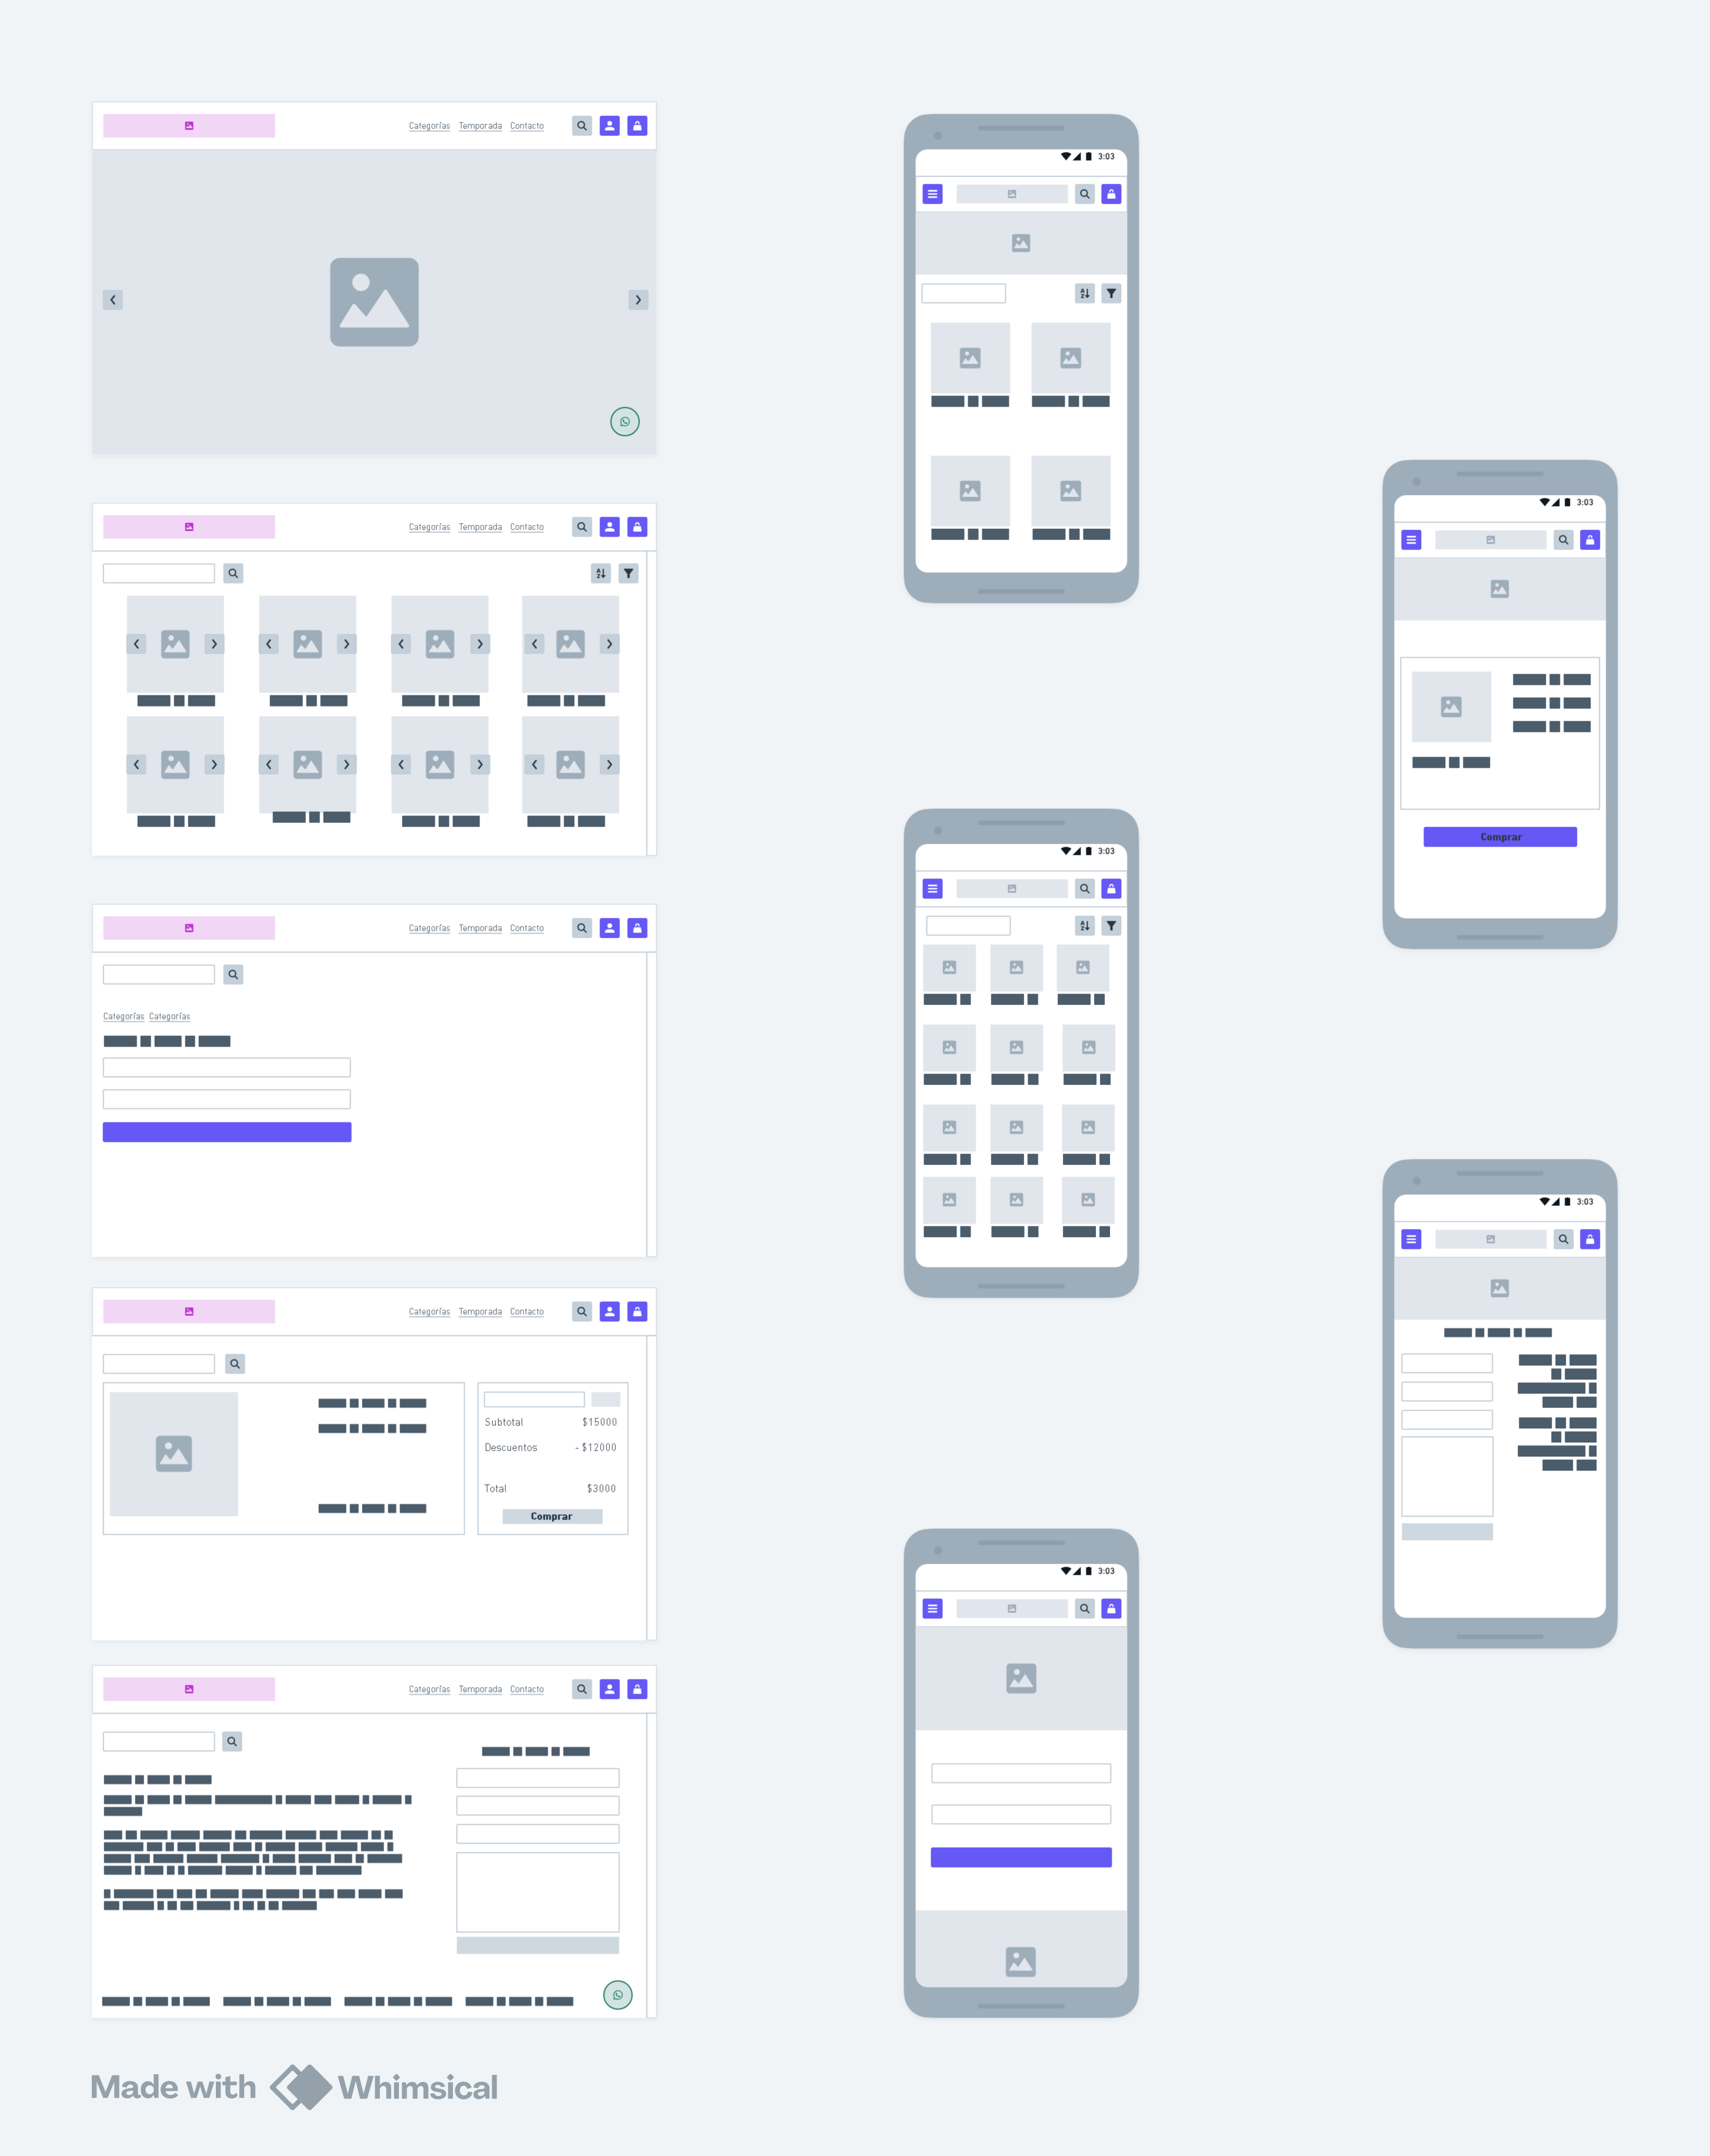 Categorías Temporada Contacto
Categorías Temporada Contacto
Categorías Temporada Contacto
Categorías Categorías
Categorías Temporada Contacto
Subtotal $15000
Descuentos - $12000
Total $3000
Comprar
Categorías Temporada Contacto
3:03
3:03
3:03
3:03
Comprar
3:03
Made with Whimsical